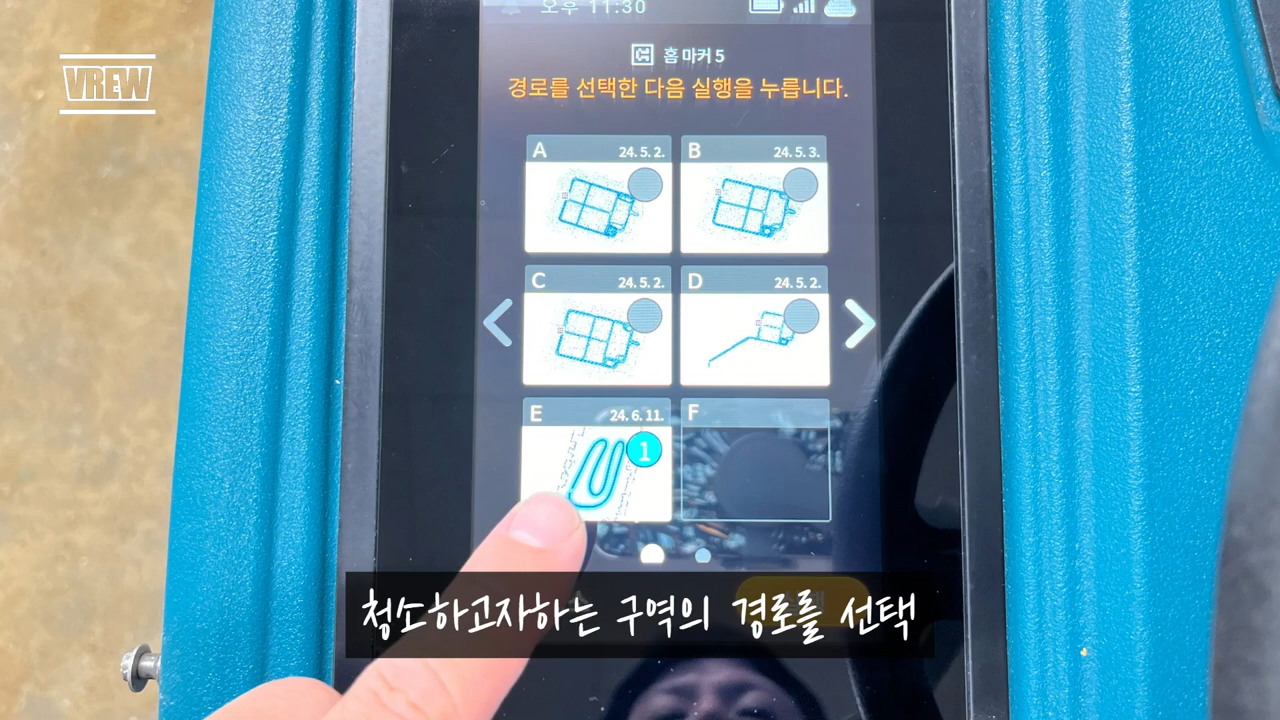 오후 11:30
VREW
홈 마커 5
경로를 선택한 다음 실행을 누릅니다.
A 24.5.2.
B 24.5.3.
C 24.5.2.
D 24.5.2.
E 24.6.11.
1
F
청소하고자하는 구역의 경로를 선택